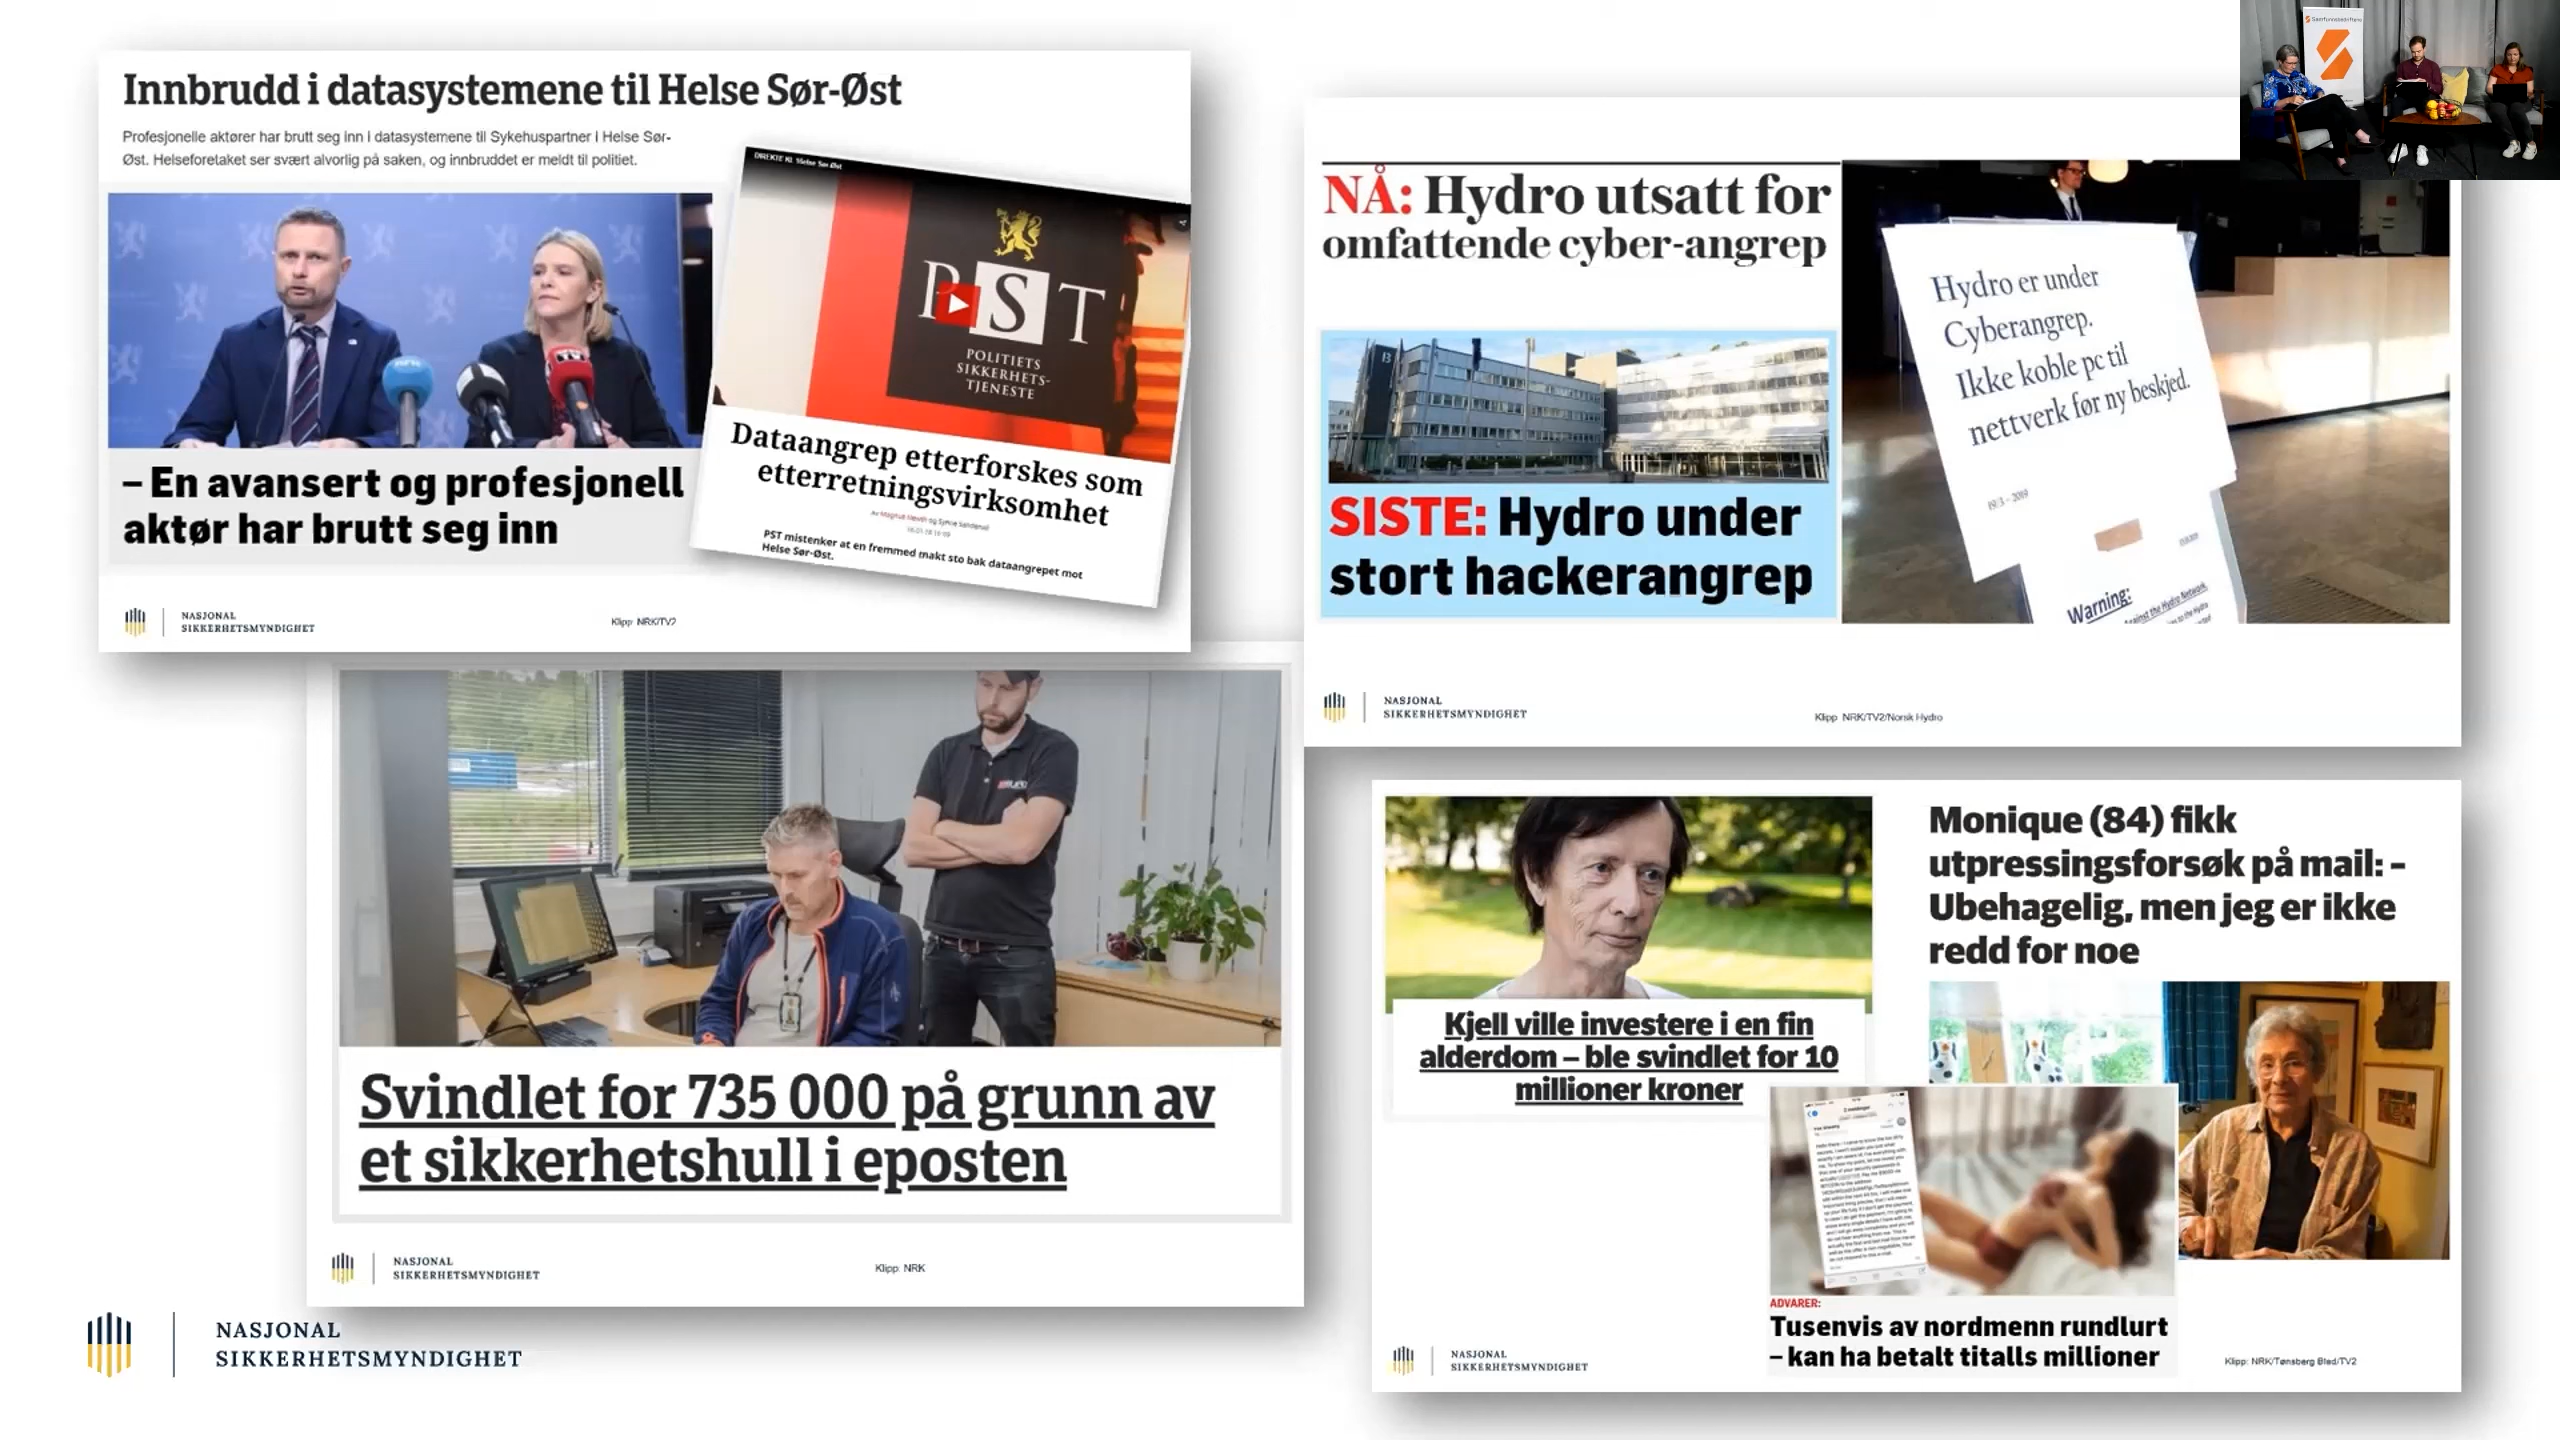 Innbrudd i datasystemene til Helse Sør-Øst
Profesjonelle aktører har brutt seg inn i datasystemene til Sykehuspartner i Helse Sør-
Øst. Helseforetaket ser svært alvorlig på saken, og innbruddet er meldt til politiet.
– En avansert og profesjonell
aktør har brutt seg inn
PST
POLITIETS
SIKKERHETS-
TJENESTE
Dataangrep etterforskes som
etterretningsvirksomhet
PST mistenker at en fremmed makt sto bak dataangrepet mot
Helse Sør-Øst.
NASJONAL
SIKKERHETSMYNDIGHET
Klipp: NRK/TV2
Samfunnsbedriftene
NÅ: Hydro utsatt for
omfattende cyber-angrep
SISTE: Hydro under
stort hackerangrep
Hydro er under
Cyberangrep.
Ikke koble pc til
nettverk før ny beskjed.
Warning:
against the Hydro Network
NASJONAL
SIKKERHETSMYNDIGHET
Klipp NRK/TV2/Norsk Hydro
Svindlet for 735 000 på grunn av
et sikkerhetshull i eposten
NASJONAL
SIKKERHETSMYNDIGHET
Klipp: NRK
Kjell ville investere i en fin
alderdom – ble svindlet for 10
millioner kroner
Monique (84) fikk
utpressingsforsøk på mail: –
Ubehagelig, men jeg er ikke
redd for noe
ADVARER:
Tusenvis av nordmenn rundlurt
– kan ha betalt titalls millioner
NASJONAL
SIKKERHETSMYNDIGHET
Klipp: NRK/Tønsberg Blad/TV2
NASJONAL
SIKKERHETSMYNDIGHET